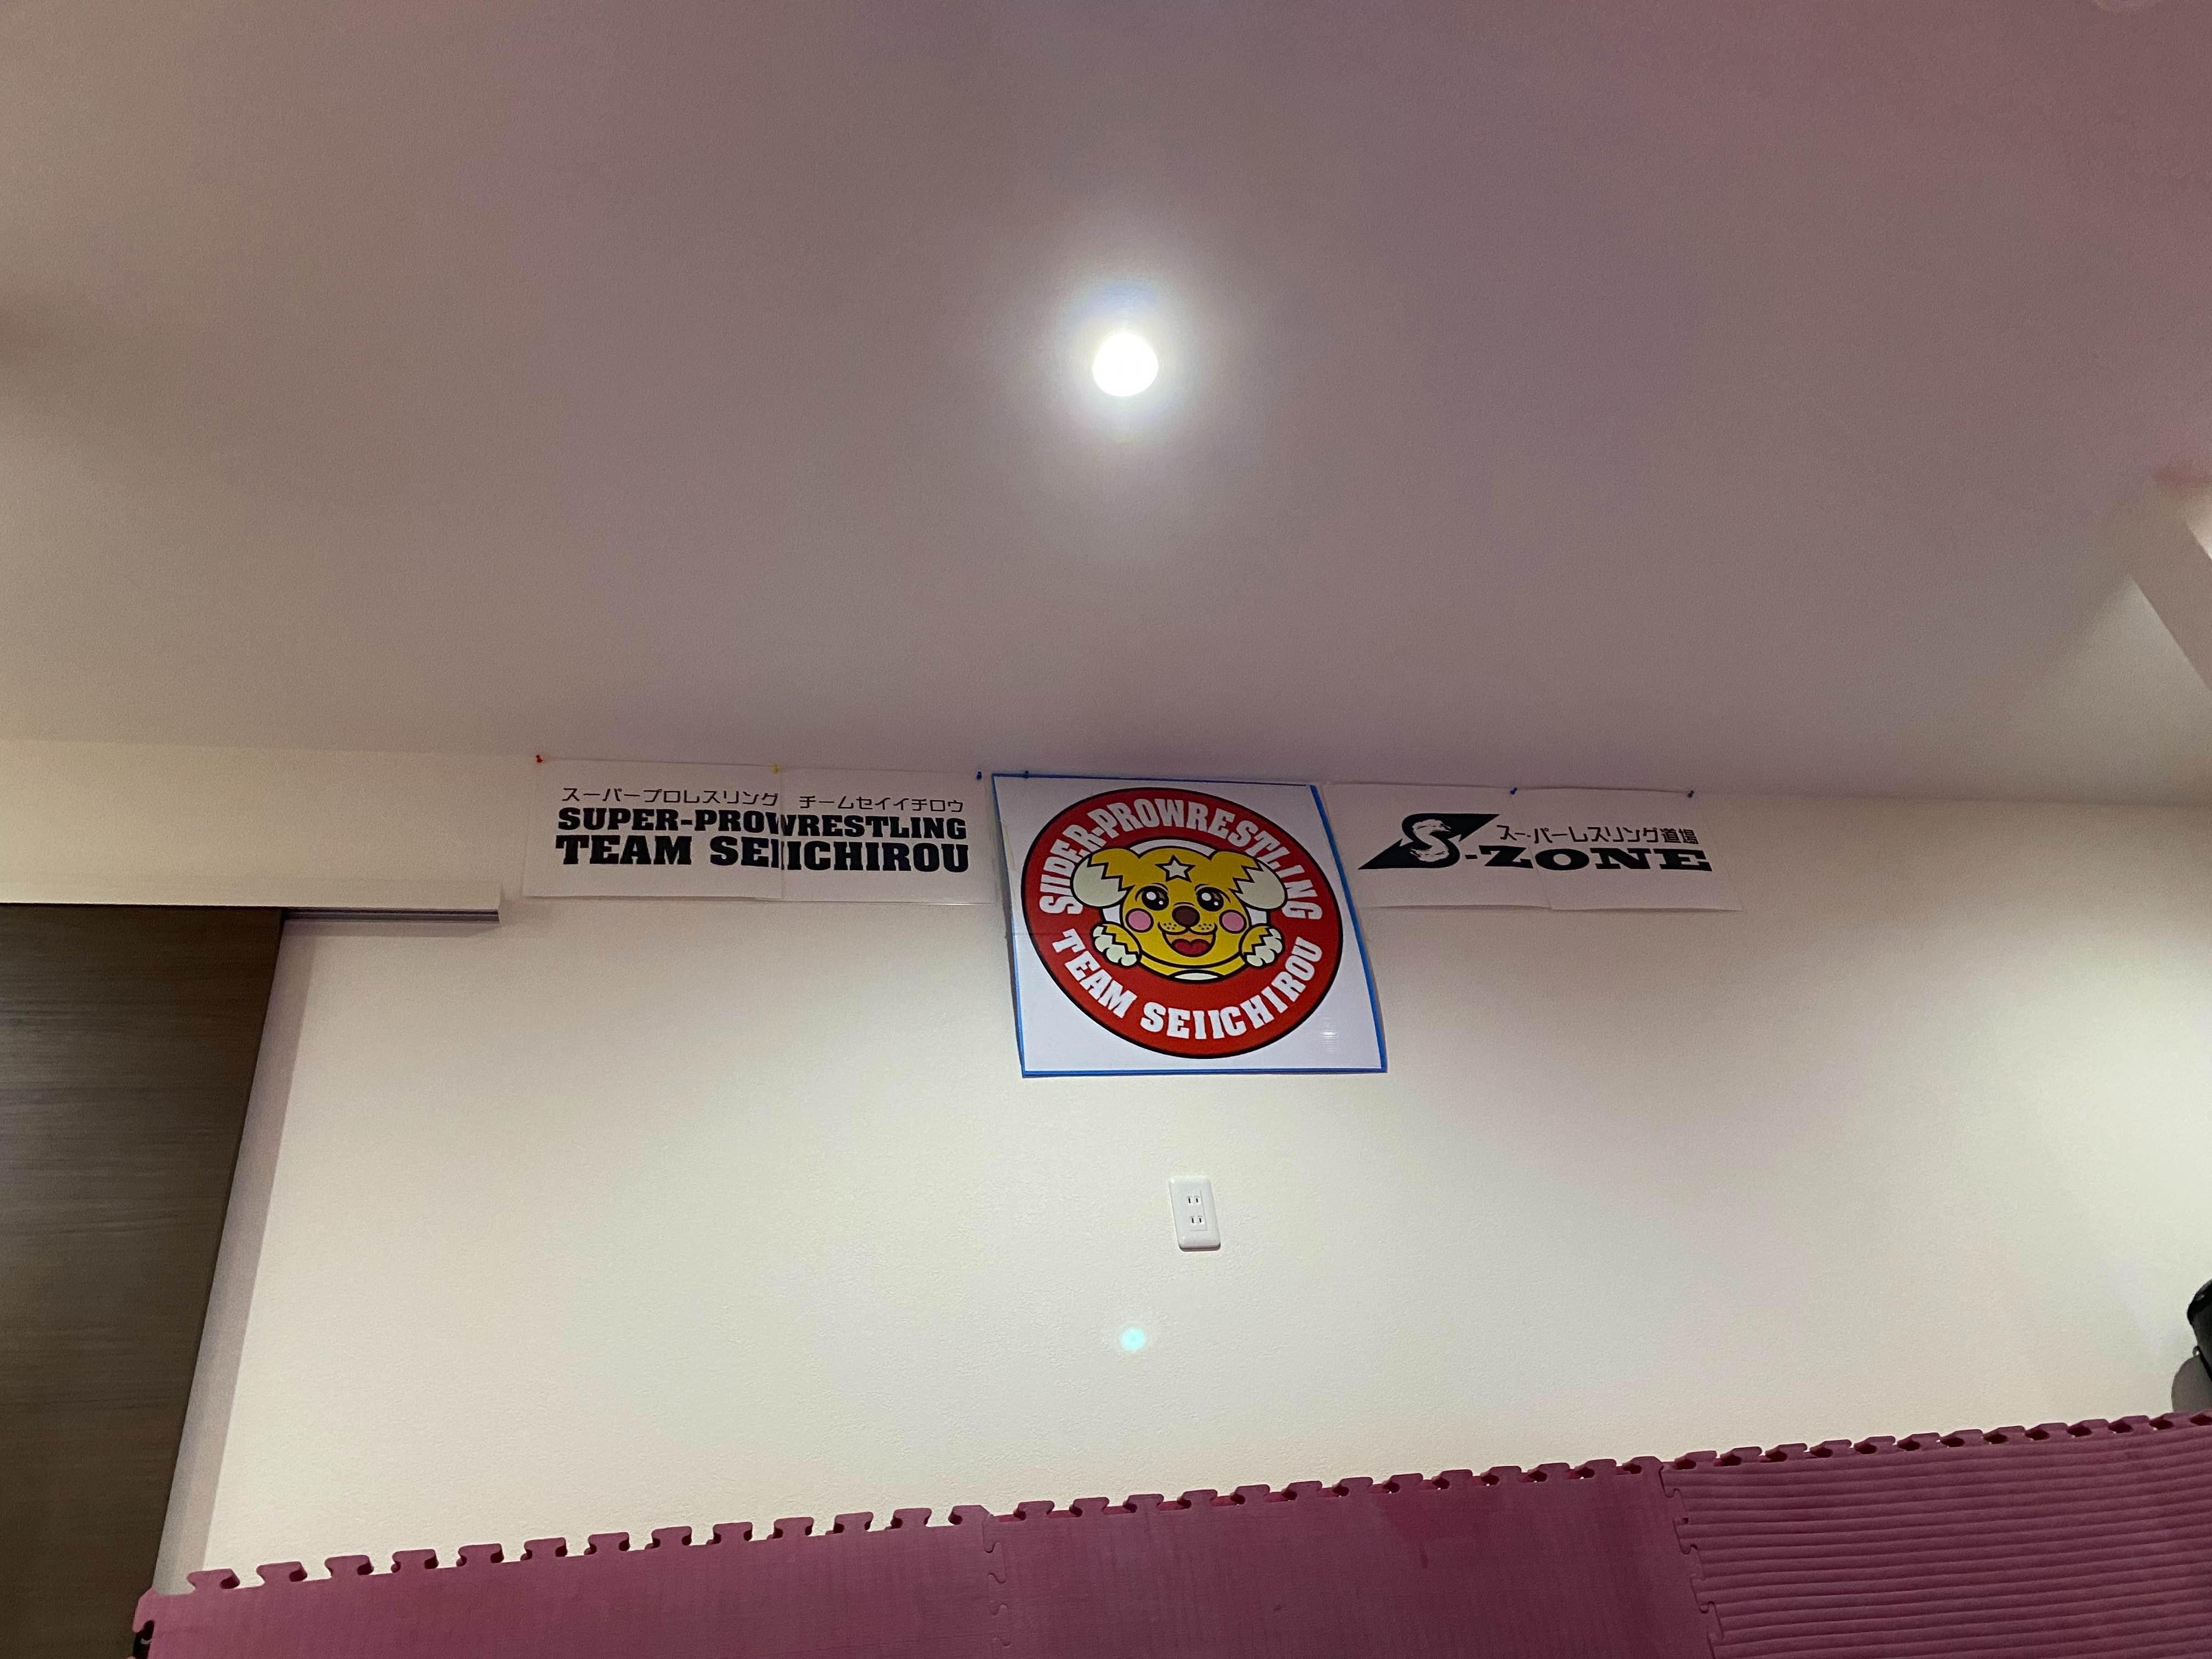 スーパープロレスリング チームセイイチロウ
SUPER-PROWRESTLING
TEAM SEIICHIROU
SUPER-PROWRESTLING
TEAM SEIICHIROU
スーパーレスリング道場
S-ZONE